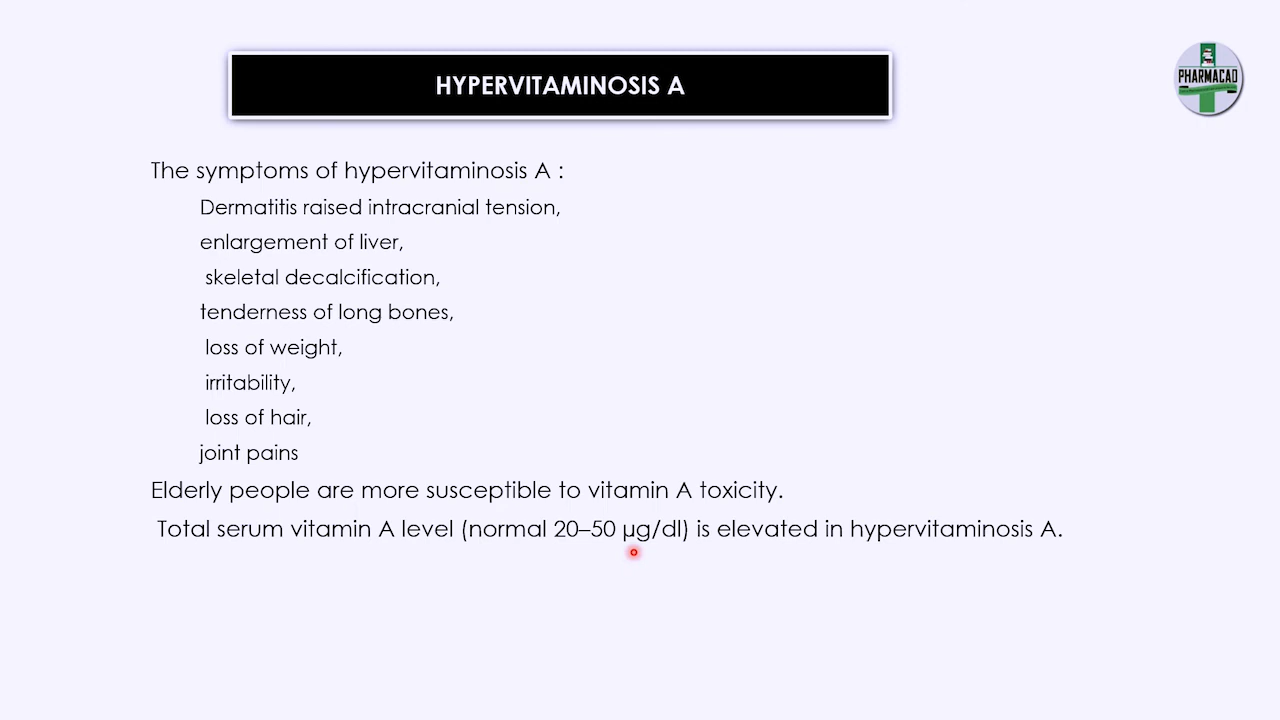 HYPERVITAMINOSIS A
PHARMACAD
The symptoms of hypervitaminosis A :
Dermatitis raised intracranial tension,
enlargement of liver,
skeletal decalcification,
tenderness of long bones,
loss of weight,
irritability,
loss of hair,
joint pains
Elderly people are more susceptible to vitamin A toxicity.
Total serum vitamin A level (normal 20–50 µg/dl) is elevated in hypervitaminosis A.